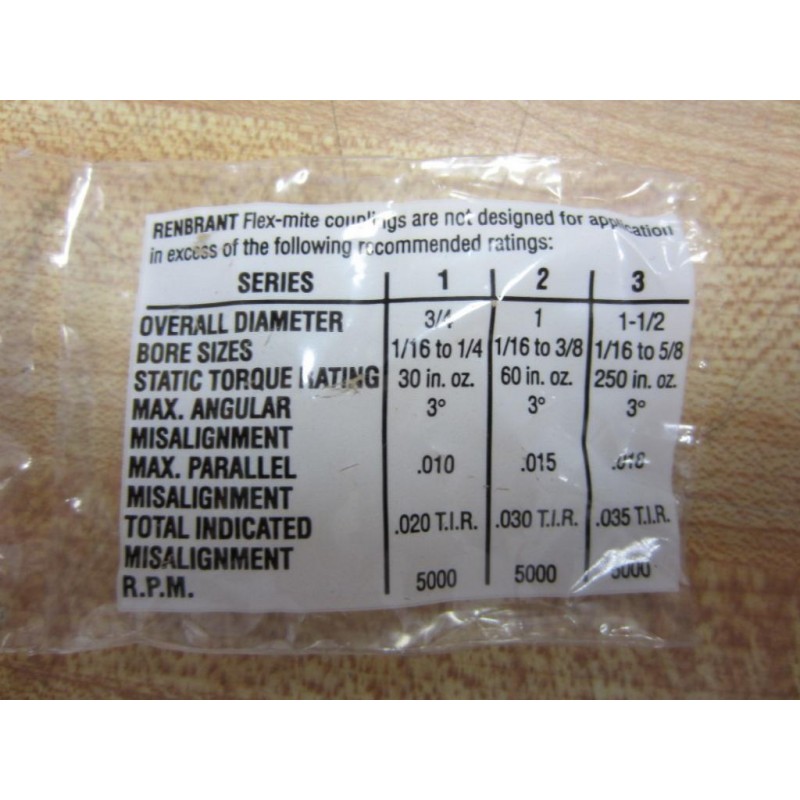 RENBRANT Flex-mite couplings are not designed for application
in excess of the following recommended ratings:
SERIES 1 2 3
OVERALL DIAMETER 3/4 1 1-1/2
BORE SIZES 1/16 to 1/4 1/16 to 3/8 1/16 to 5/8
STATIC TORQUE RATING 30 in. oz. 60 in. oz. 250 in. oz.
MAX. ANGULAR 3° 3° 3°
MISALIGNMENT
MAX. PARALLEL .010 .015
MISALIGNMENT
TOTAL INDICATED .020 T.I.R. .030 T.I.R. .035 T.I.R.
MISALIGNMENT
R.P.M. 5000 5000 5000